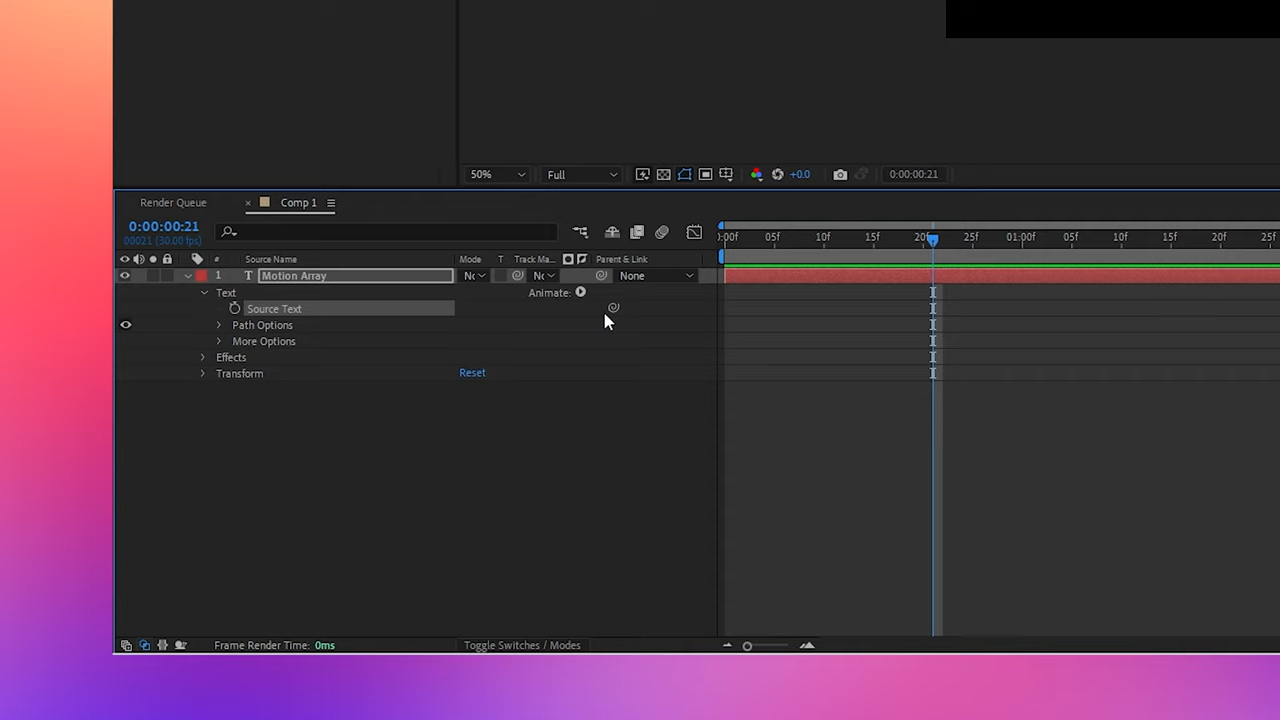 50% Full +0.0 0:00:00:21
Render Queue × Comp 1
0:00:00:21
00021 (30.00 fps)
:00f 05f 10f 15f 20f 25f 01:00f 05f 10f 15f 20f 25f
# Source Name Mode T Track Ma... Parent & Link
1 T Motion Array Nc Nc None
Text Animate:
Source Text
Path Options
More Options
Effects
Transform Reset
Frame Render Time: 0ms Toggle Switches / Modes